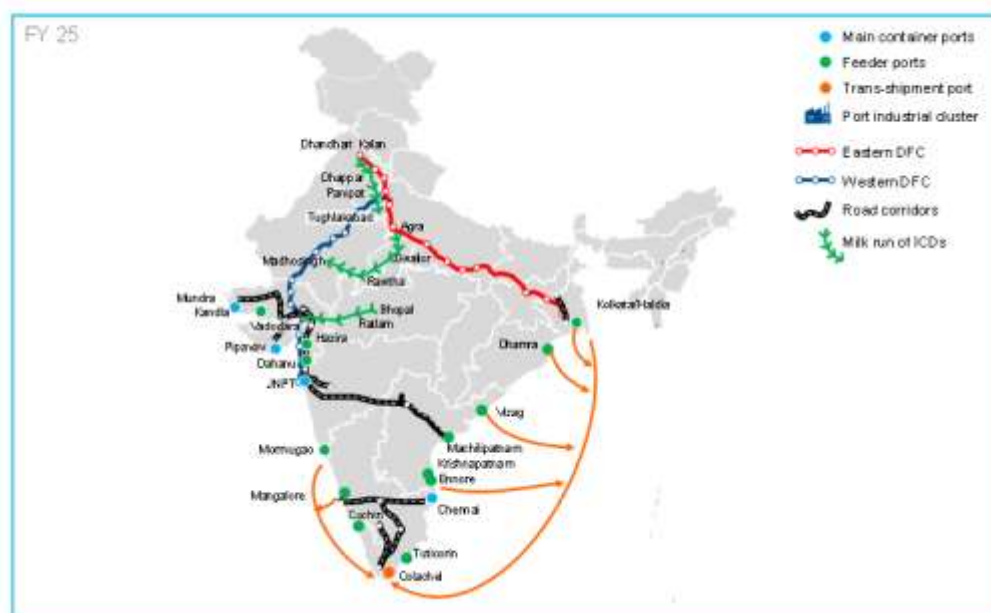 FY 25
Main container ports
Feeder ports
Trans-shipment port
Port industrial cluster
Eastern DFC
Western DFC
Road corridors
Milk run of ICDs
Dhandhari Kalan
Dhappar
Panipat
Tughlakabad
Agra
Madhosingh
Rawtha
Mundra
Kandla
Vadodara
Bhopal
Ratlam
Kolkata/Haldia
Pipavav
Hazira
Dhamra
Dahanu
JNPT
Vizag
Mormugao
Machilipatnam
Krishnapatnam
Ennore
Mangalore
Chennai
Cochin
Tuticorin
Colachel